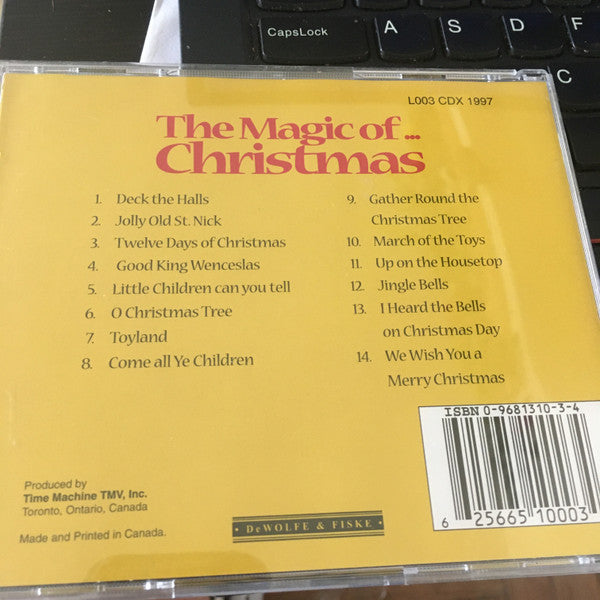 CapsLock
A
S
D
F
C
L003 CDX 1997
The Magic of ...
Christmas
1. Deck the Halls
2. Jolly Old St. Nick
3. Twelve Days of Christmas
4. Good King Wenceslas
5. Little Children can you tell
6. O Christmas Tree
7. Toyland
8. Come all Ye Children
9. Gather Round the
Christmas Tree
10. March of the Toys
11. Up on the Housetop
12. Jingle Bells
13. I Heard the Bells
on Christmas Day
14. We Wish You a
Merry Christmas
ISBN 0-9681310-3-4
6 25665 10003
Produced by
Time Machine TMV, Inc.
Toronto, Ontario, Canada
Made and Printed in Canada.
· DeWOLFE & FISKE ·